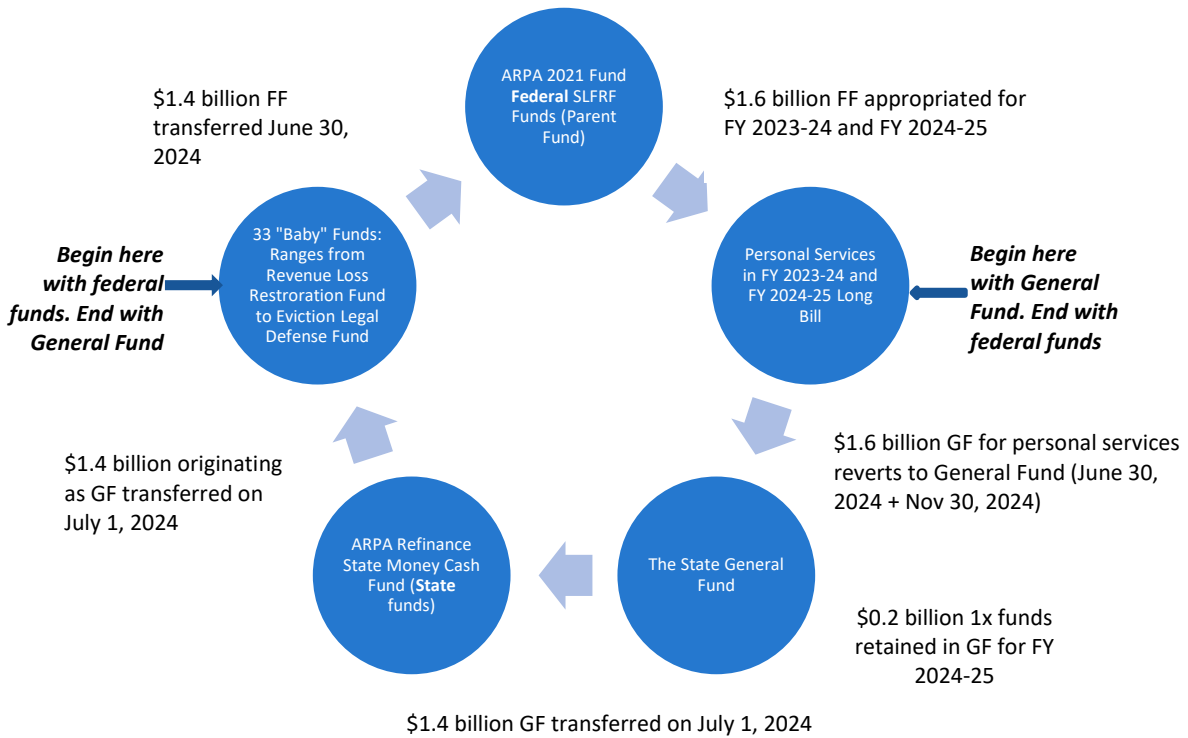 ARPA 2021 Fund
Federal SLFRF
Funds (Parent
Fund)
$1.6 billion FF appropriated for
FY 2023-24 and FY 2024-25
Personal Services
in FY 2023-24 and
FY 2024-25 Long
Bill
Begin here
with General
Fund. End with
federal funds
$1.6 billion GF for personal services
reverts to General Fund (June 30,
2024 + Nov 30, 2024)
The State General
Fund
$0.2 billion 1x funds
retained in GF for FY
2024-25
$1.4 billion GF transferred on July 1, 2024
ARPA Refinance
State Money Cash
Fund (State
funds)
$1.4 billion originating
as GF transferred on
July 1, 2024
33 "Baby" Funds:
Ranges from
Revenue Loss
Restroration Fund
to Eviction Legal
Defense Fund
Begin here
with federal
funds. End with
General Fund
$1.4 billion FF
transferred June 30,
2024